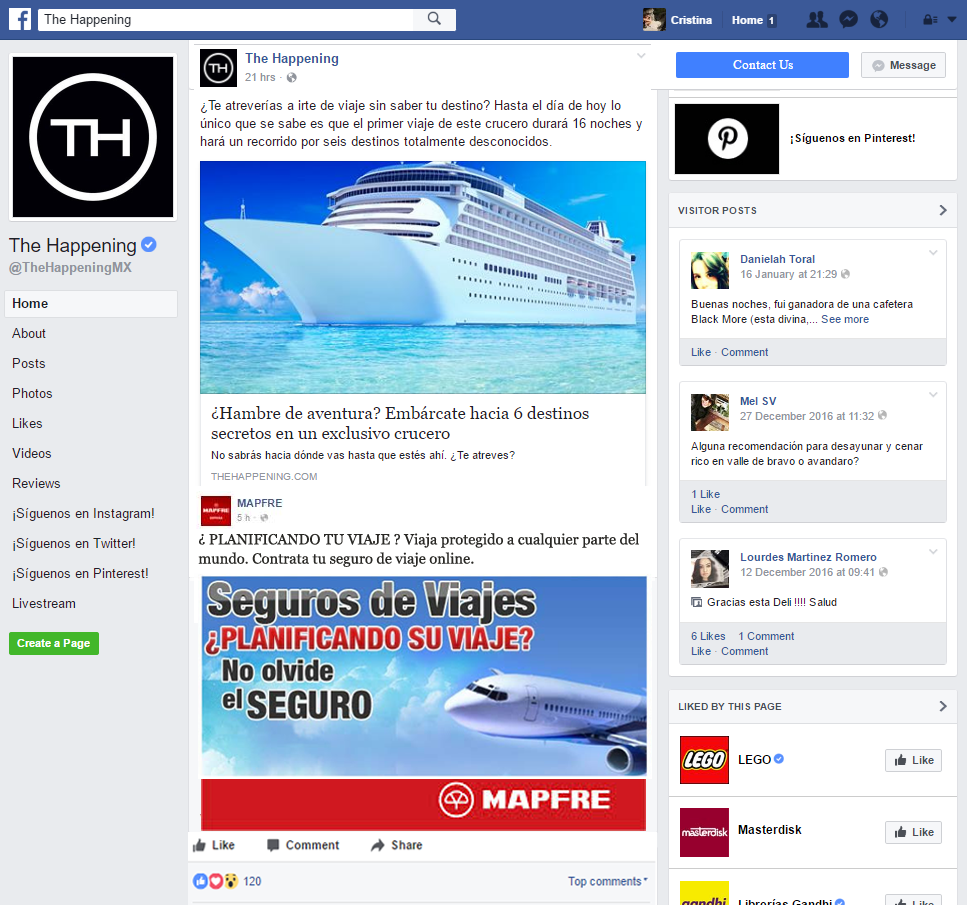 The Happening
Cristina
Home 1
TH
The Happening
@TheHappeningMX
Home
About
Posts
Photos
Likes
Videos
Reviews
¡Síguenos en Instagram!
¡Síguenos en Twitter!
¡Síguenos en Pinterest!
Livestream
Create a Page
TH
The Happening
21 hrs ·
¿Te atreverías a irte de viaje sin saber tu destino? Hasta el día de hoy lo
único que se sabe es que el primer viaje de este crucero durará 16 noches y
hará un recorrido por seis destinos totalmente desconocidos.
¿Hambre de aventura? Embárcate hacia 6 destinos
secretos en un exclusivo crucero
No sabrás hacia dónde vas hasta que estés ahí. ¿Te atreves?
THEHAPPENING.COM
MAPFRE
MAPFRE
5 h ·
¿ PLANIFICANDO TU VIAJE ? Viaja protegido a cualquier parte del
mundo. Contrata tu seguro de viaje online.
Seguros de Viajes
¿PLANIFICANDO SU VIAJE?
No olvide
el SEGURO
MAPFRE
Like Comment Share
120
Top comments
Contact Us
Message
¡Síguenos en Pinterest!
VISITOR POSTS
Danielah Toral
16 January at 21:29
Buenas noches, fui ganadora de una cafetera
Black More (esta divina,... See more
Like · Comment
Mel SV
27 December 2016 at 11:32
Alguna recomendación para desayunar y cenar
rico en valle de bravo o avandaro?
1 Like
Like · Comment
Lourdes Martinez Romero
12 December 2016 at 09:41
Gracias esta Deli !!!! Salud
6 Likes 1 Comment
Like · Comment
LIKED BY THIS PAGE
LEGO
LEGO
Like
masterdisk
Masterdisk
Like
gandhi
Librerías Gandhi
Like